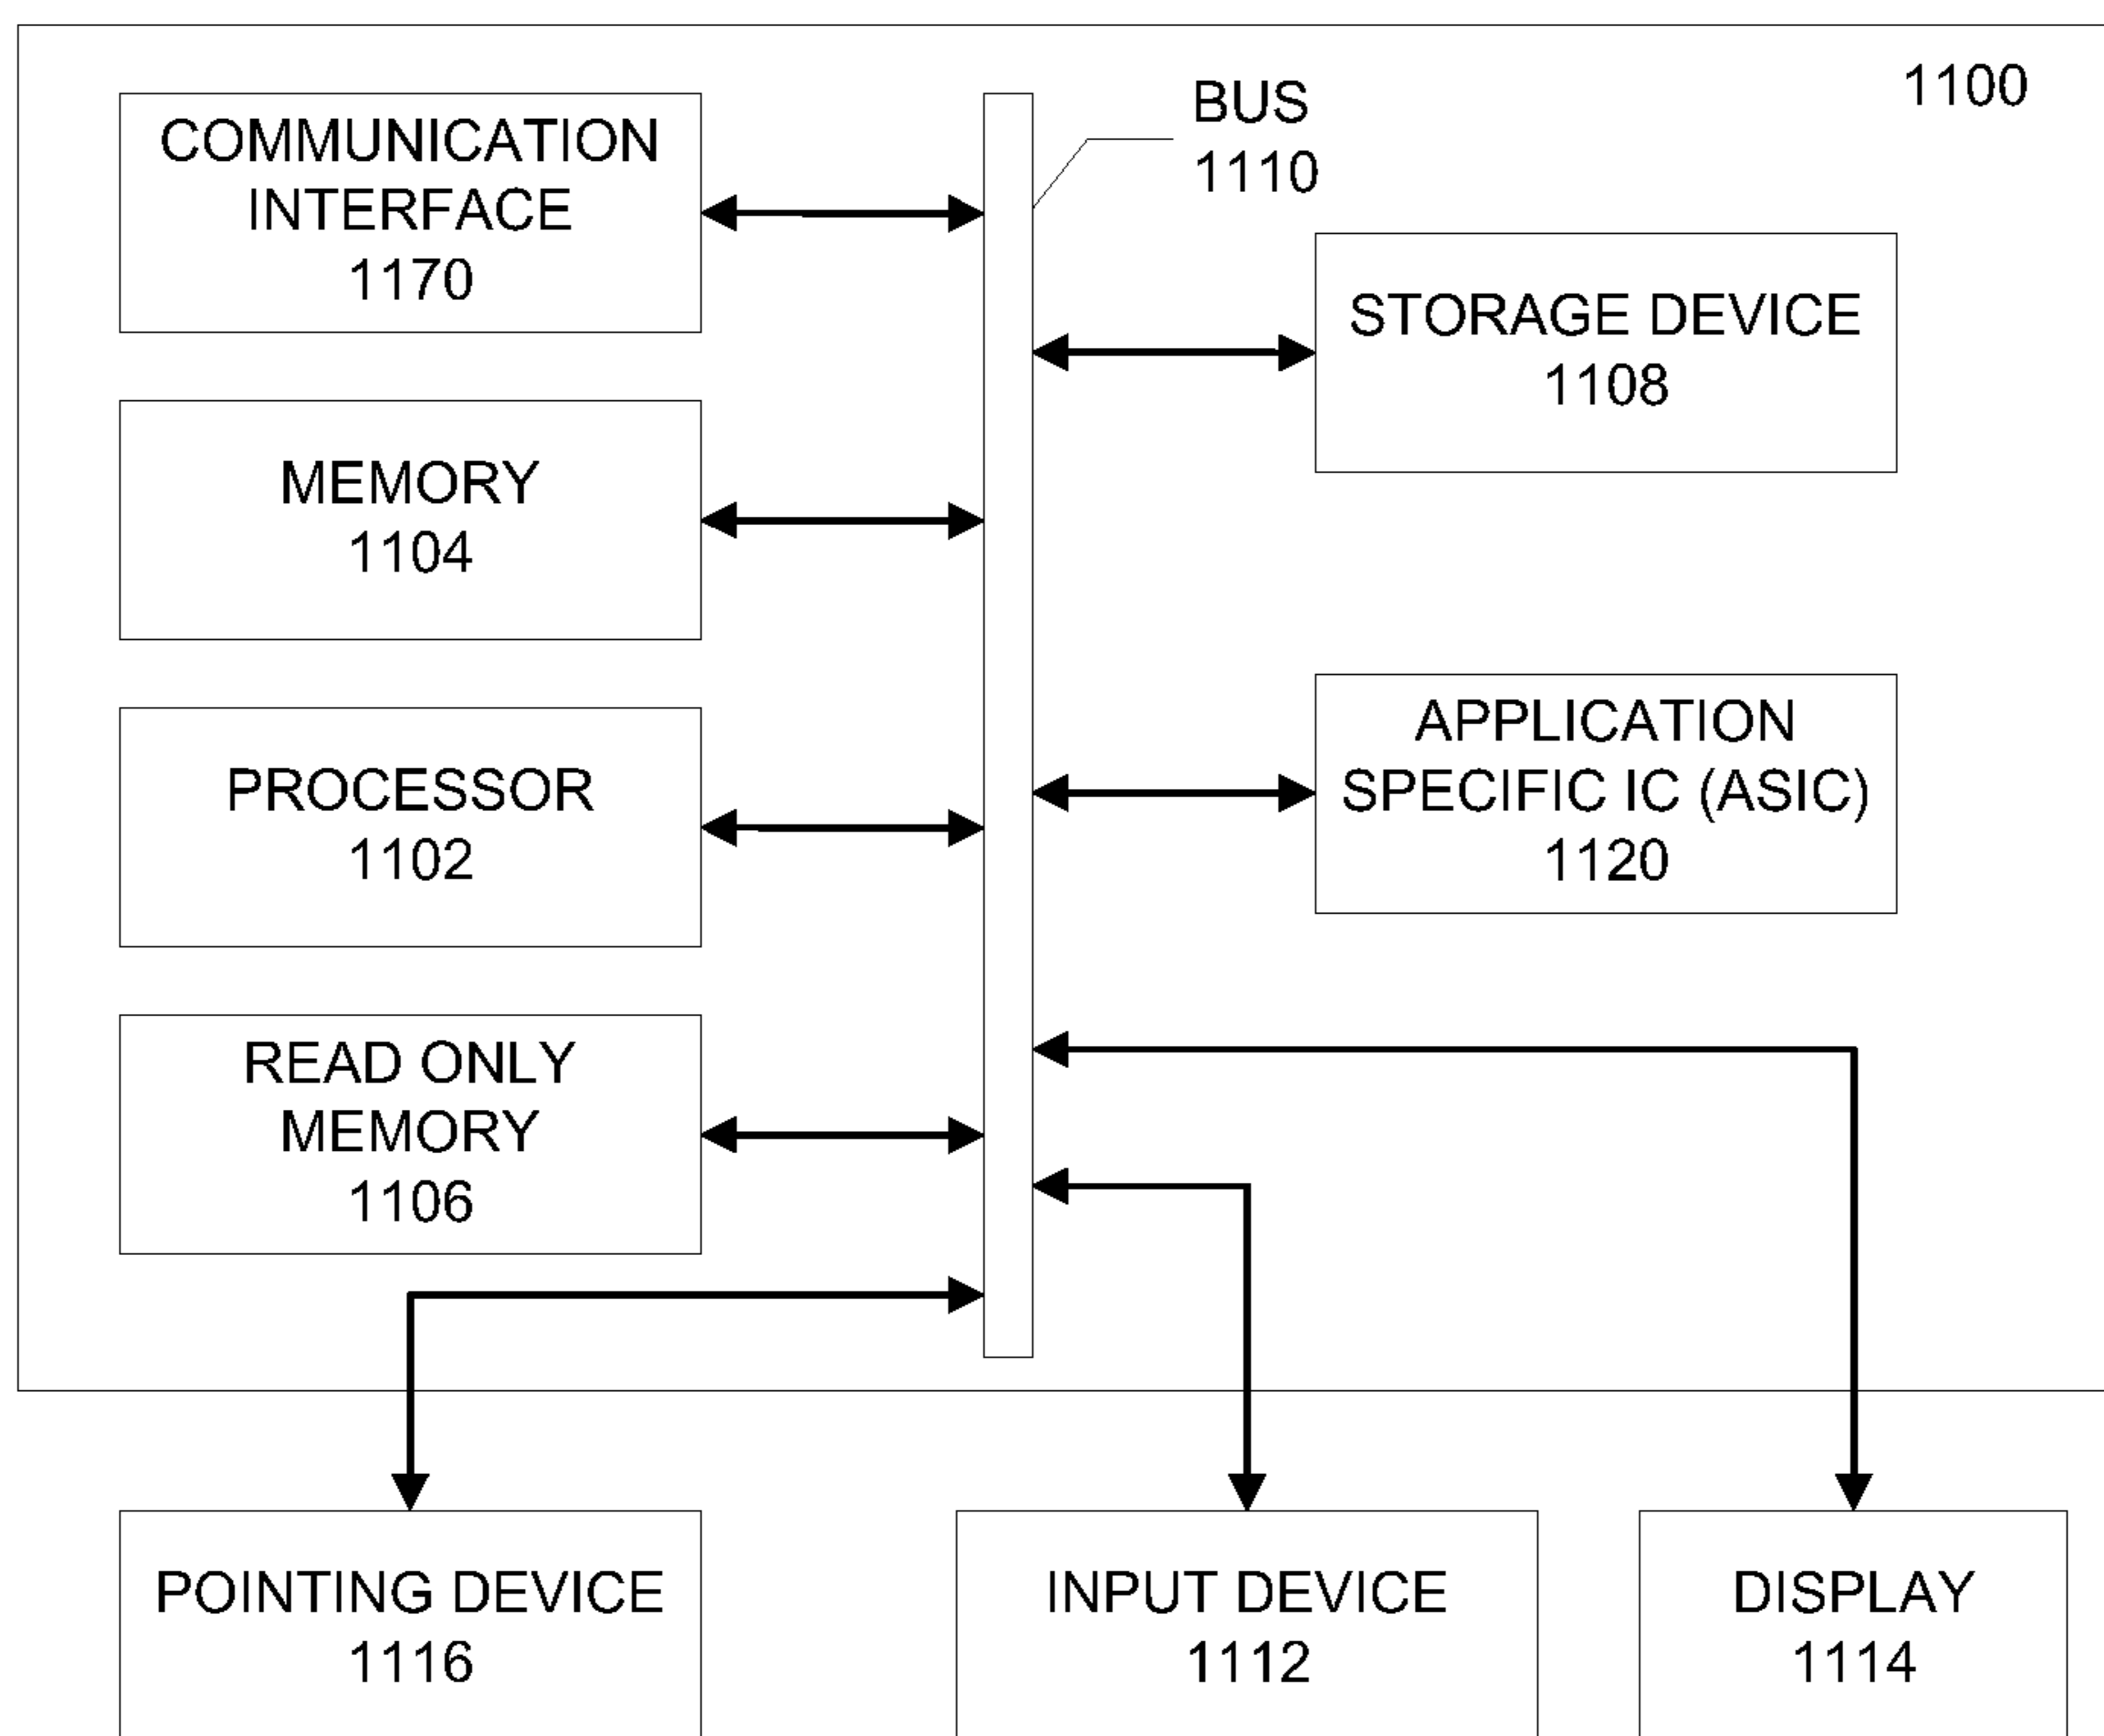 1100
BUS
1110
COMMUNICATION
INTERFACE
1170
STORAGE DEVICE
1108
MEMORY
1104
APPLICATION
SPECIFIC IC (ASIC)
1120
PROCESSOR
1102
READ ONLY
MEMORY
1106
POINTING DEVICE
1116
INPUT DEVICE
1112
DISPLAY
1114